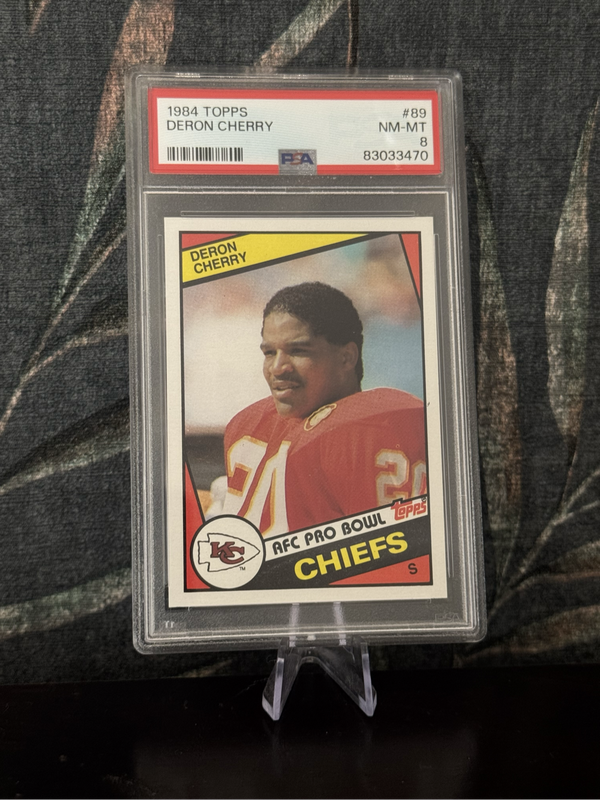 1984 TOPPS #89
DERON CHERRY NM-MT
8
PSA 83033470
DERON
CHERRY
20
20
Topps
AFC PRO BOWL
CHIEFS
KC
TM
S